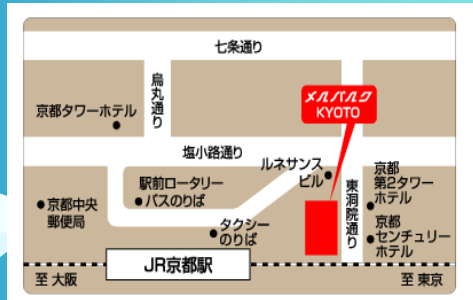 七条通り
烏丸通り
メルパルク
KYOTO
京都タワーホテル
塩小路通り
ルネサンス
ビル
東洞院通り
京都
第2タワー
ホテル
駅前ロータリー
バスのりば
京都中央
郵便局
タクシー
のりば
京都
センチュリー
ホテル
JR京都駅
至 大阪
至 東京